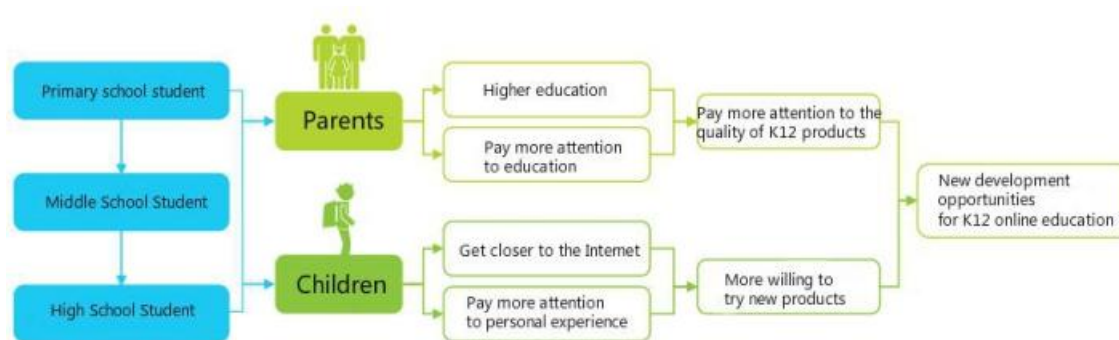 Primary school student
Middle School Student
High School Student
Parents
Children
Higher education
Pay more attention
to education
Get closer to the Internet
Pay more attention
to personal experience
Pay more attention to the
quality of K12 products
More willing to
try new products
New development
opportunities
for K12 online education